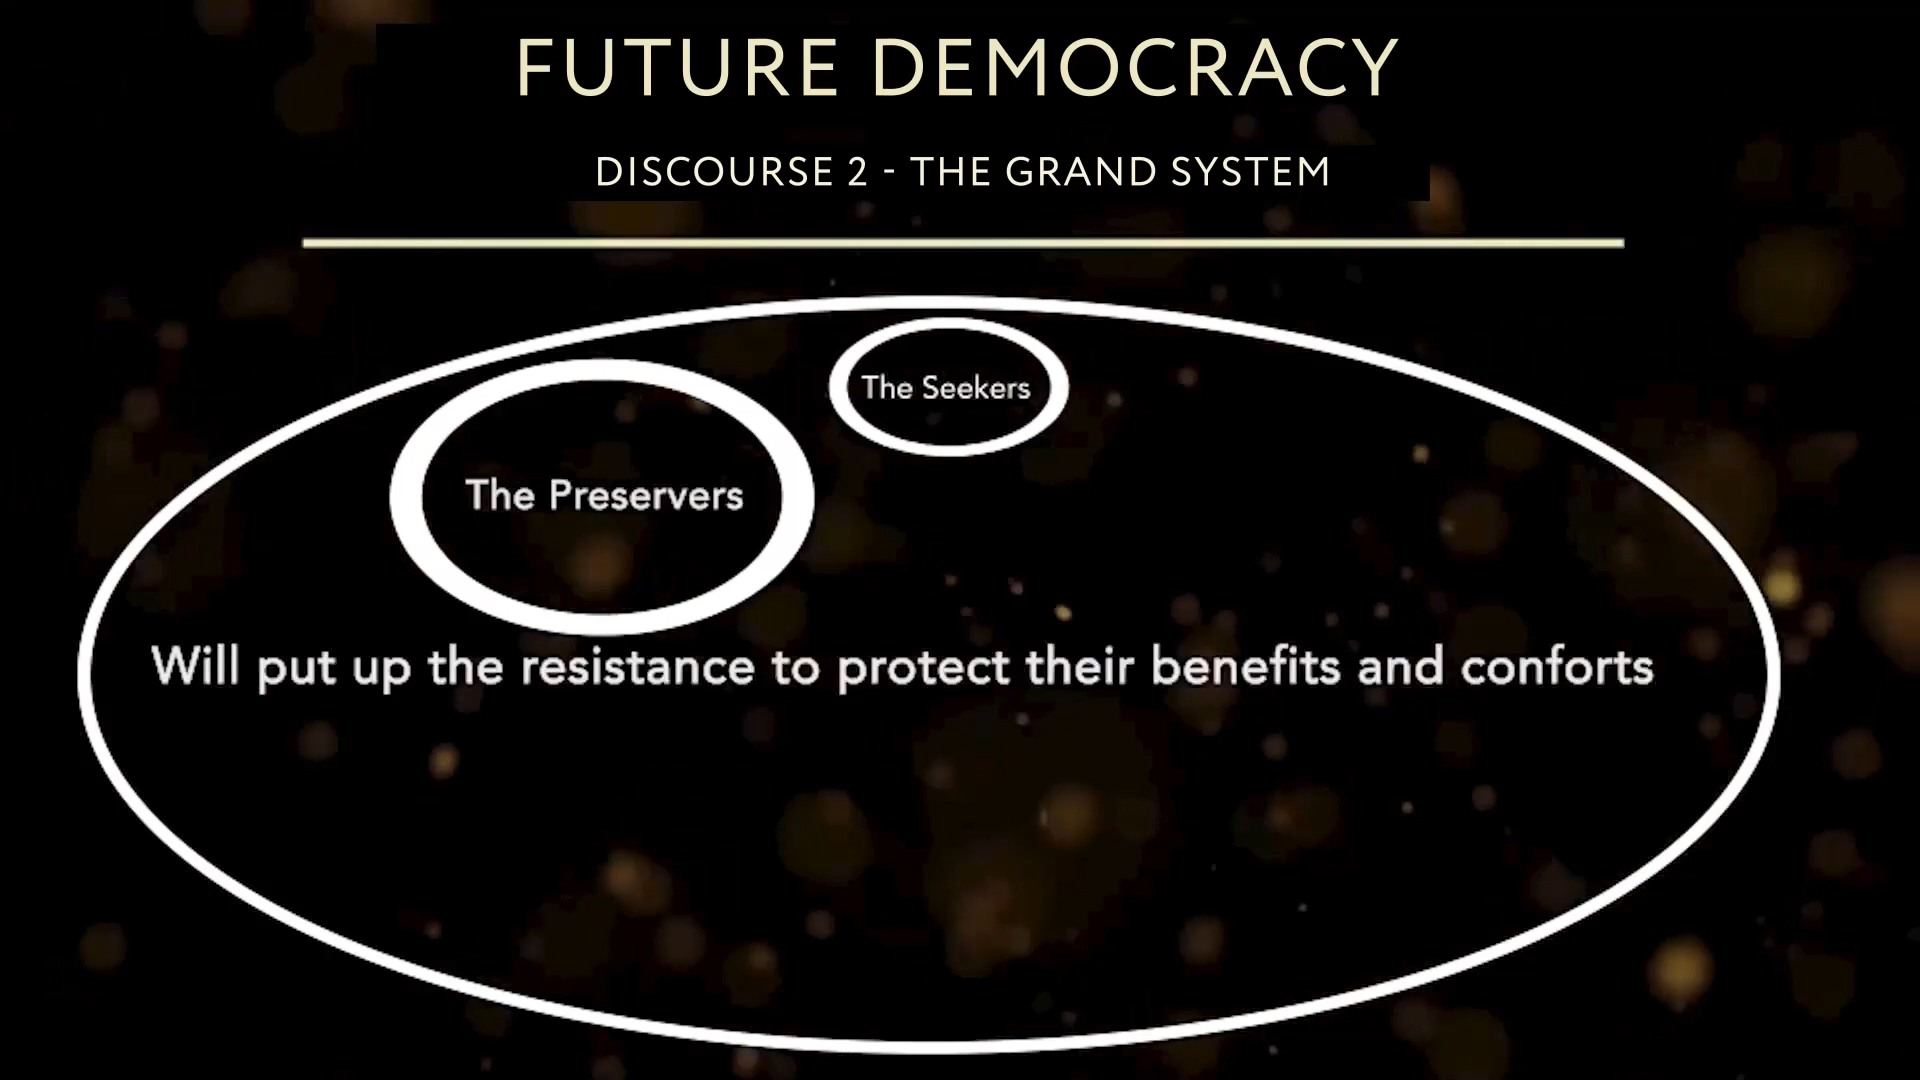 FUTURE DEMOCRACY
DISCOURSE 2 - THE GRAND SYSTEM
The Seekers
The Preservers
Will put up the resistance to protect their benefits and conforts